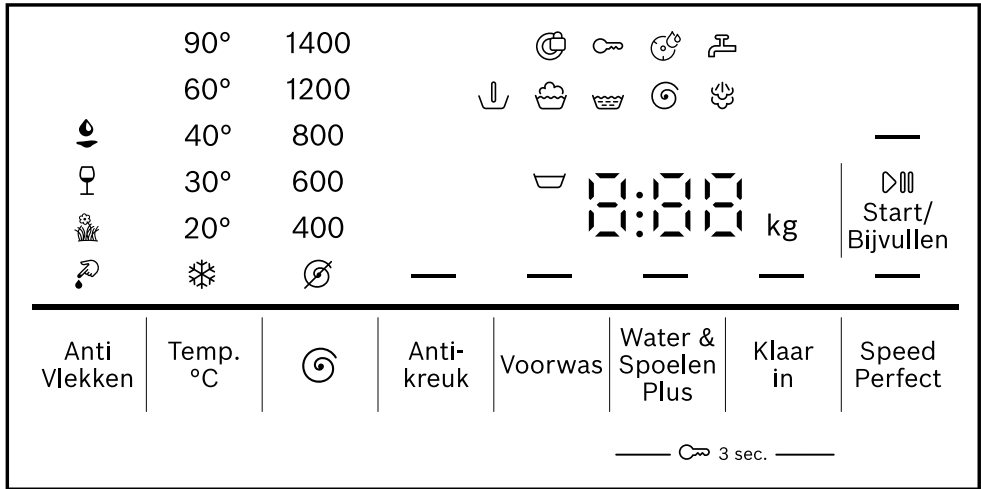 90° 1400
60° 1200
40° 800
30° 600
20° 400
8:88 kg
Start/
Bijvullen
Anti
Vlekken
Temp.
°C
Anti-
kreuk
Voorwas
Water &
Spoelen
Plus
Klaar
in
Speed
Perfect
3 sec.